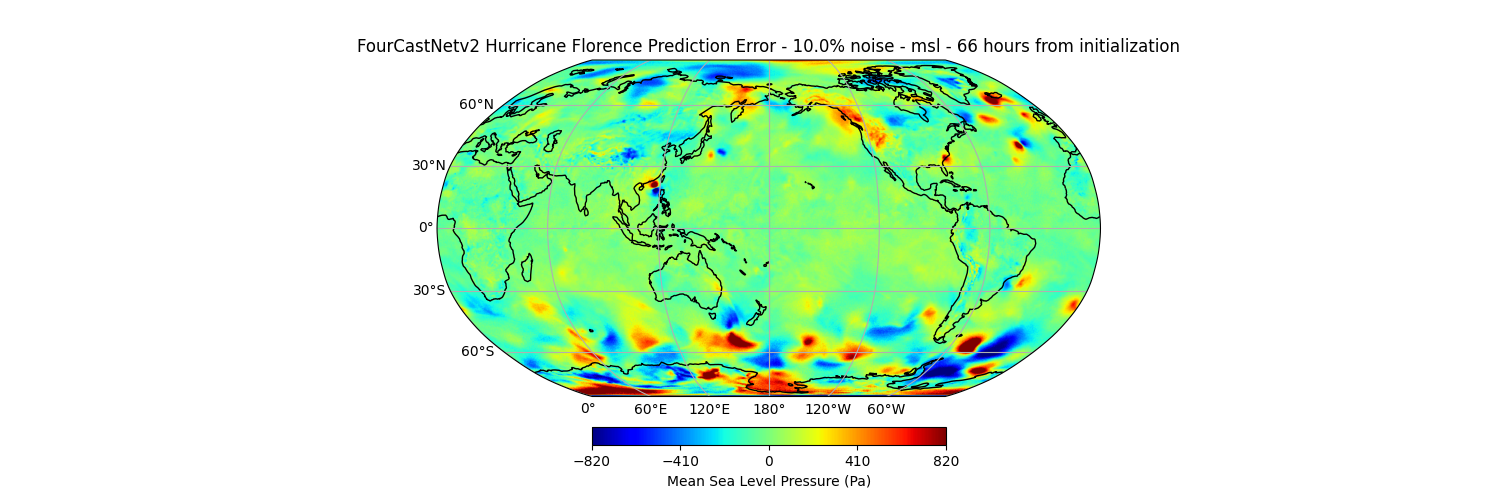 FourCastNetv2 Hurricane Florence Prediction Error - 10.0% noise - msl - 66 hours from initialization
60°N
30°N
0°
30°S
60°S
0° 60°E 120°E 180° 120°W 60°W
−820 −410 0 410 820
Mean Sea Level Pressure (Pa)